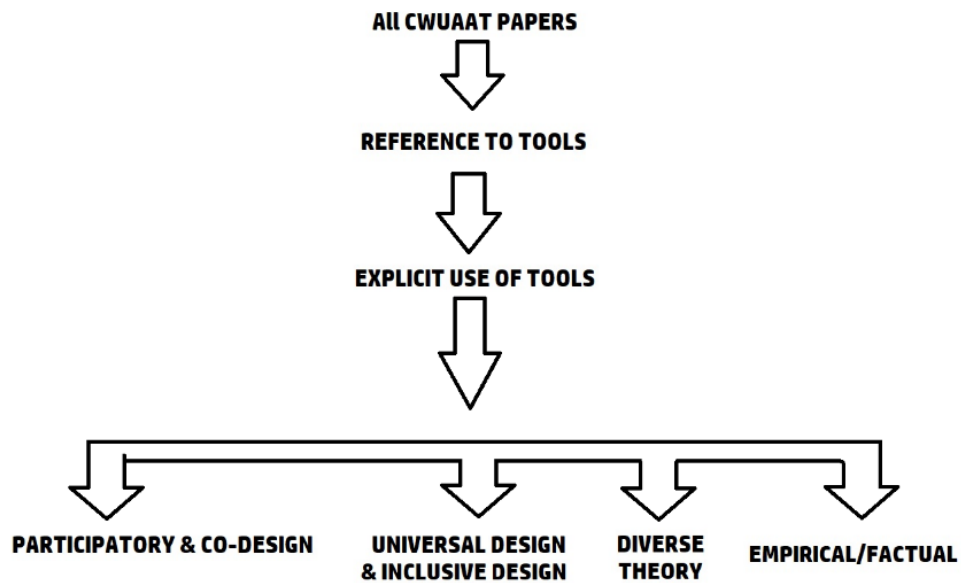 All CWUAAT PAPERS
REFERENCE TO TOOLS
EXPLICIT USE OF TOOLS
PARTICIPATORY & CO-DESIGN
UNIVERSAL DESIGN
& INCLUSIVE DESIGN
DIVERSE
THEORY
EMPIRICAL/FACTUAL